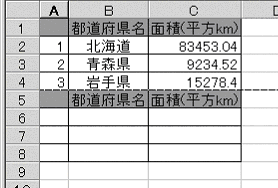 A B C
1 都道府県名 面積(平方km)
2 1 北海道 83453.04
3 2 青森県 9234.52
4 3 岩手県 15278.4
5 都道府県名 面積(平方km)
6
7
8
9